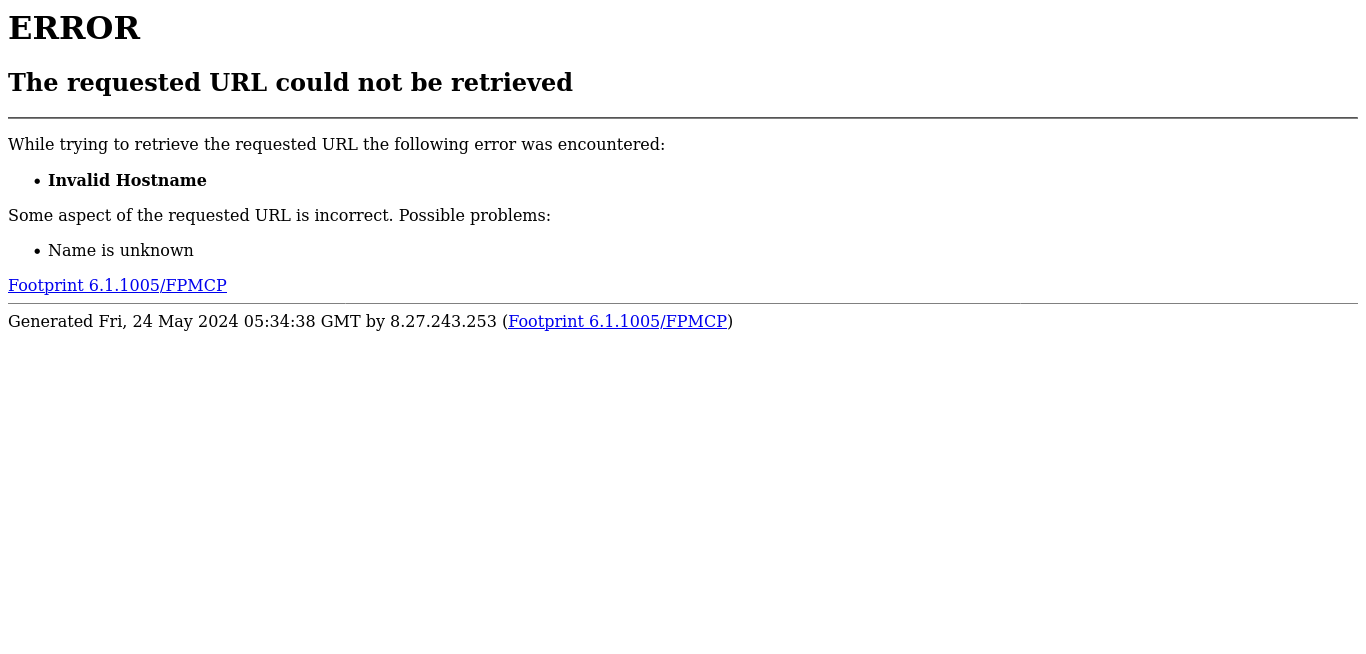 ERROR
The requested URL could not be retrieved
While trying to retrieve the requested URL the following error was encountered:
• Invalid Hostname
Some aspect of the requested URL is incorrect. Possible problems:
• Name is unknown
Footprint 6.1.1005/FPMCP
Generated Fri, 24 May 2024 05:34:38 GMT by 8.27.243.253 (Footprint 6.1.1005/FPMCP)